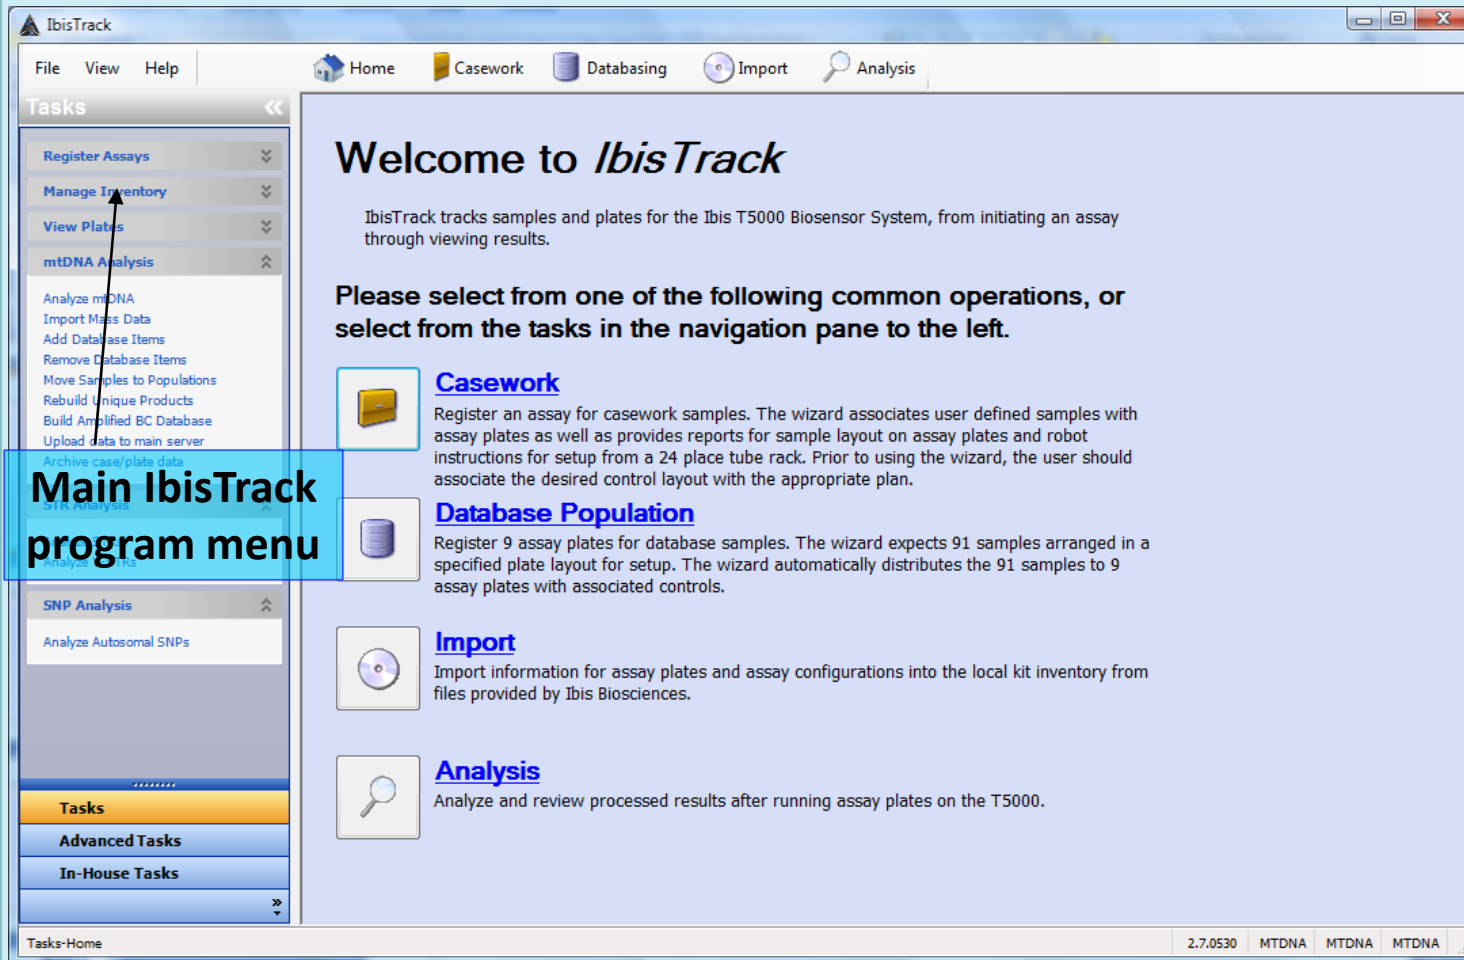 IbisTrack
File View Help Home Casework Databasing Import Analysis
Tasks
Register Assays
Manage Inventory
View Plates
mtDNA Analysis
Analyze mtDNA
Import Mass Data
Add Database Items
Remove Database Items
Move Samples to Populations
Rebuild Unique Products
Build Amplified BC Database
Upload data to main server
Archive case/plate data
Main IbisTrack
program menu
STR Analysis
Analyze
SNP Analysis
Analyze Autosomal SNPs
Tasks
Advanced Tasks
In-House Tasks
Welcome to IbisTrack
IbisTrack tracks samples and plates for the Ibis T5000 Biosensor System, from initiating an assay
through viewing results.
Please select from one of the following common operations, or
select from the tasks in the navigation pane to the left.
Casework
Register an assay for casework samples. The wizard associates user defined samples with
assay plates as well as provides reports for sample layout on assay plates and robot
instructions for setup from a 24 place tube rack. Prior to using the wizard, the user should
associate the desired control layout with the appropriate plan.
Database Population
Register 9 assay plates for database samples. The wizard expects 91 samples arranged in a
specified plate layout for setup. The wizard automatically distributes the 91 samples to 9
assay plates with associated controls.
Import
Import information for assay plates and assay configurations into the local kit inventory from
files provided by Ibis Biosciences.
Analysis
Analyze and review processed results after running assay plates on the T5000.
Tasks-Home
2.7.0530 MTDNA MTDNA MTDNA